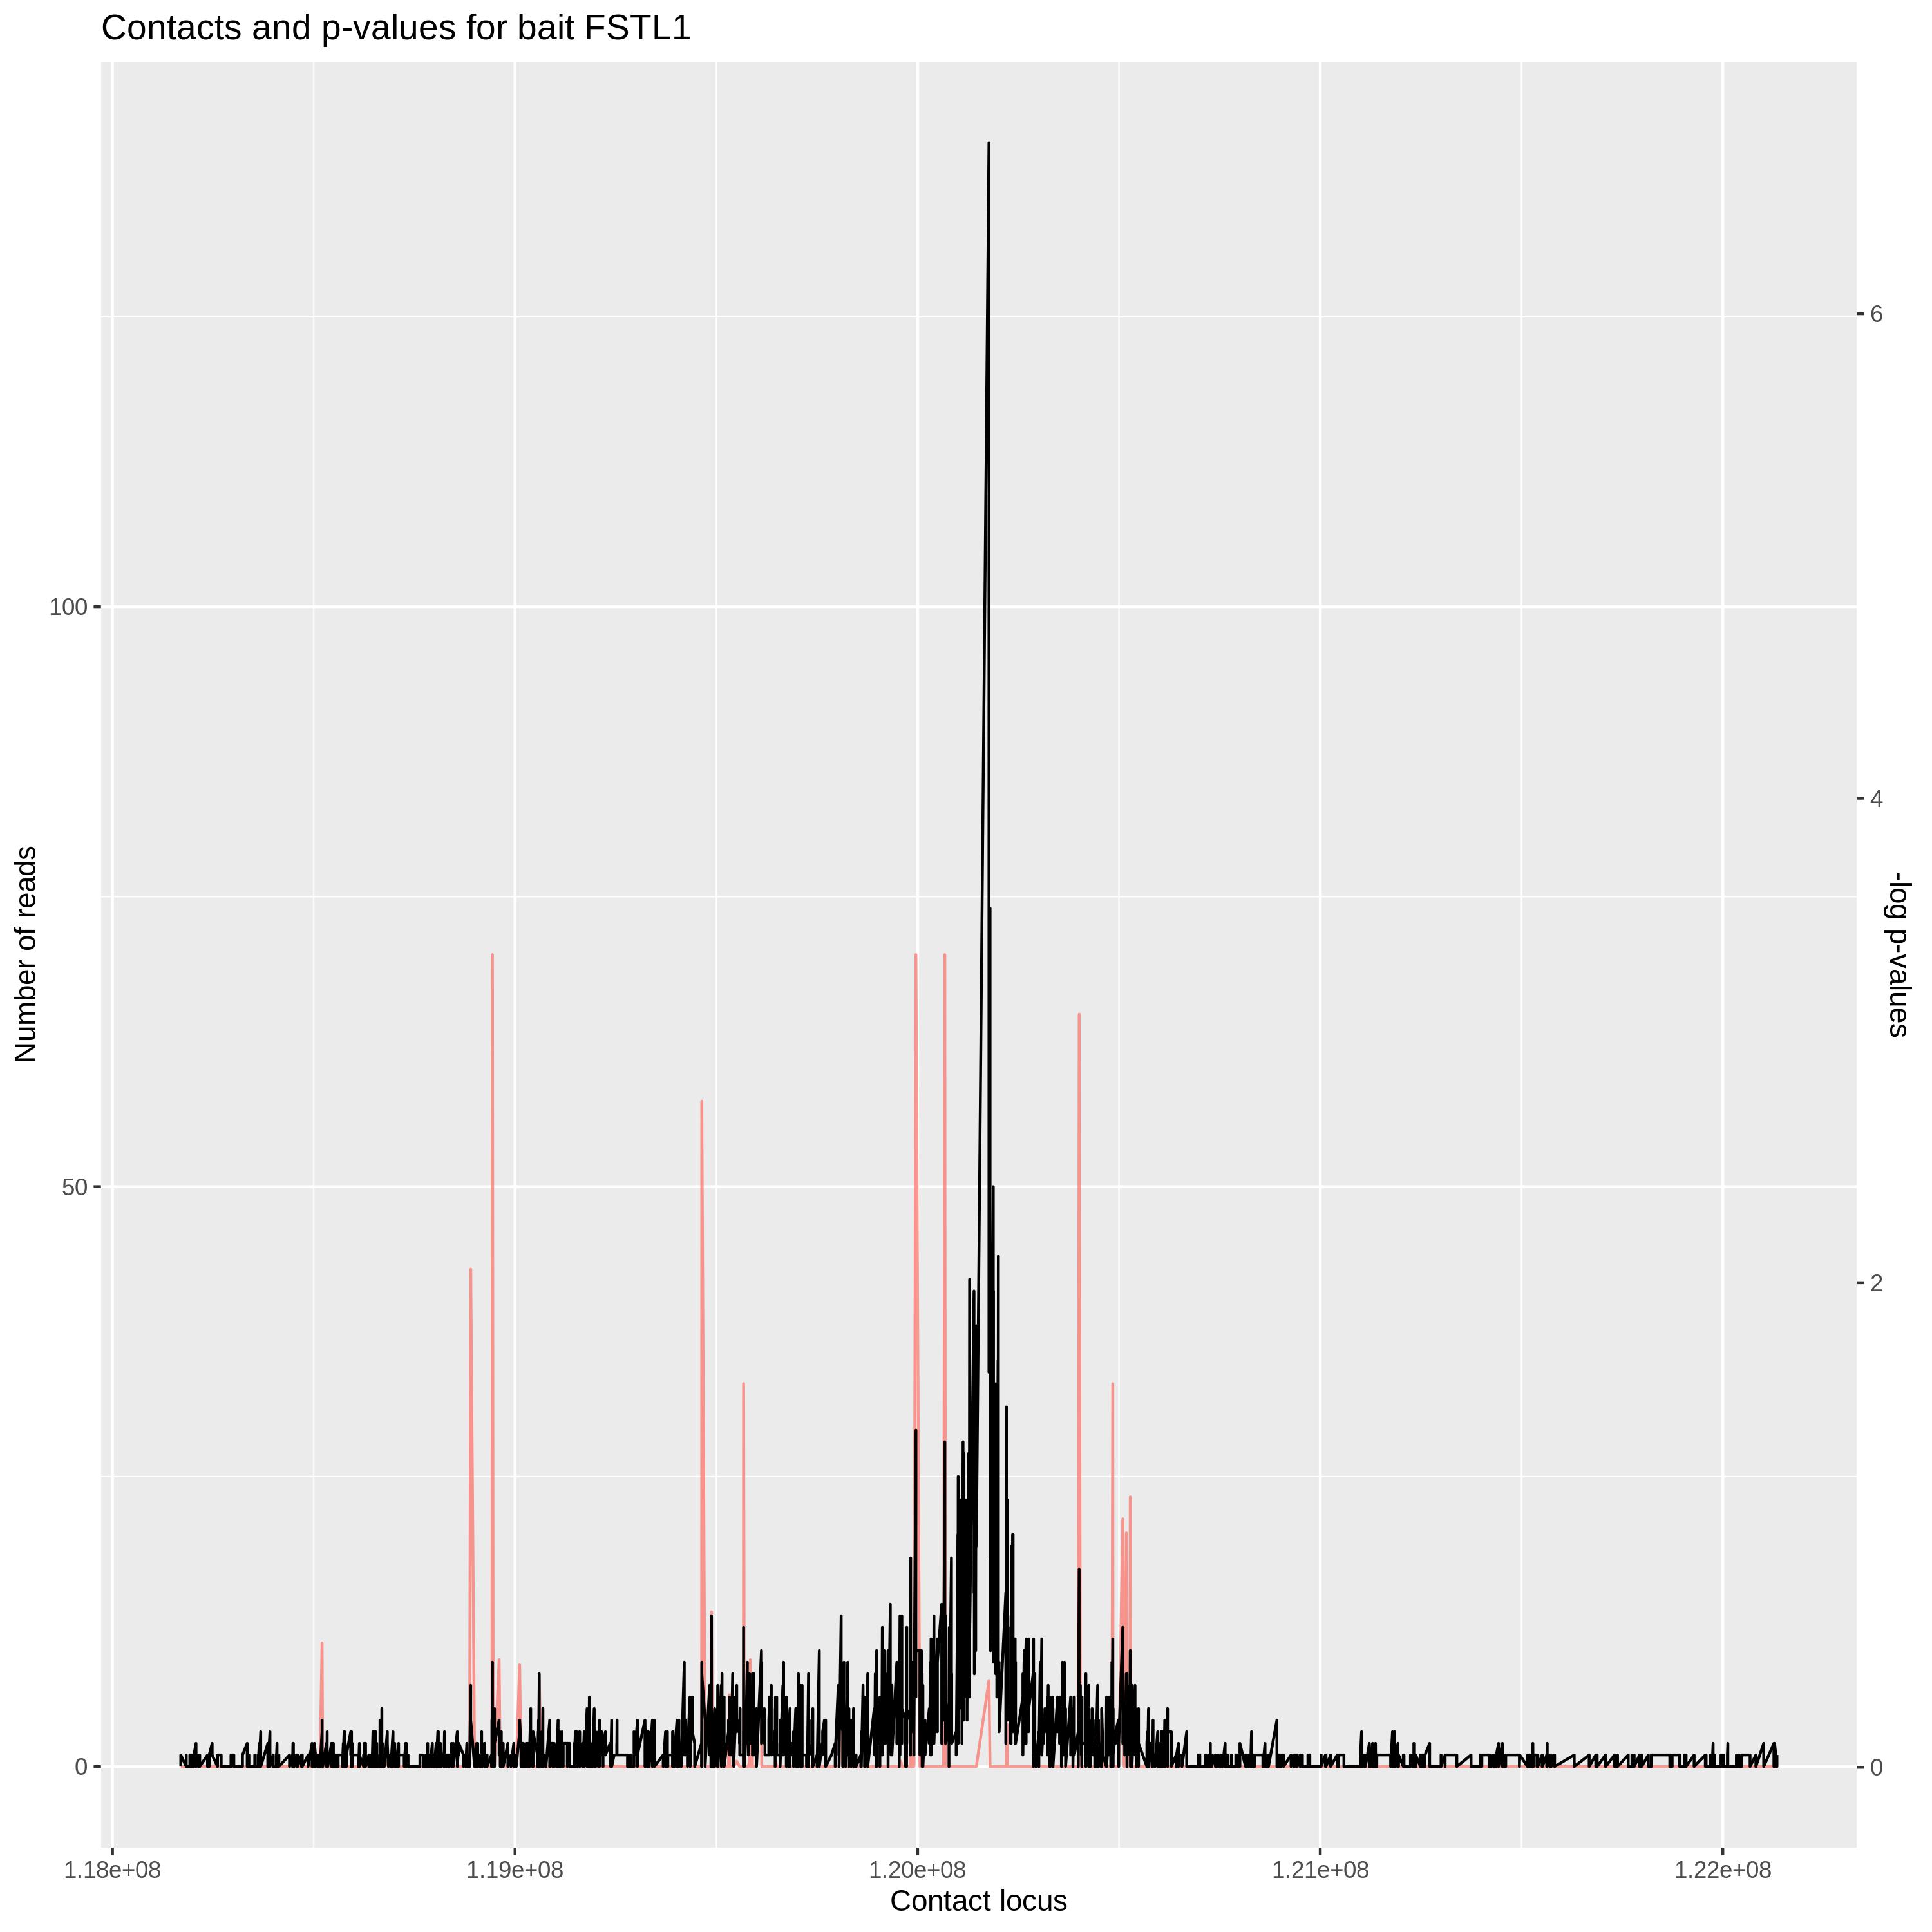 Contacts and p-values for bait FSTL1
Number of reads
100
50
0
6
4
2
0
-log p-values
1.18e+08
1.19e+08
1.20e+08
1.21e+08
1.22e+08
Contact locus